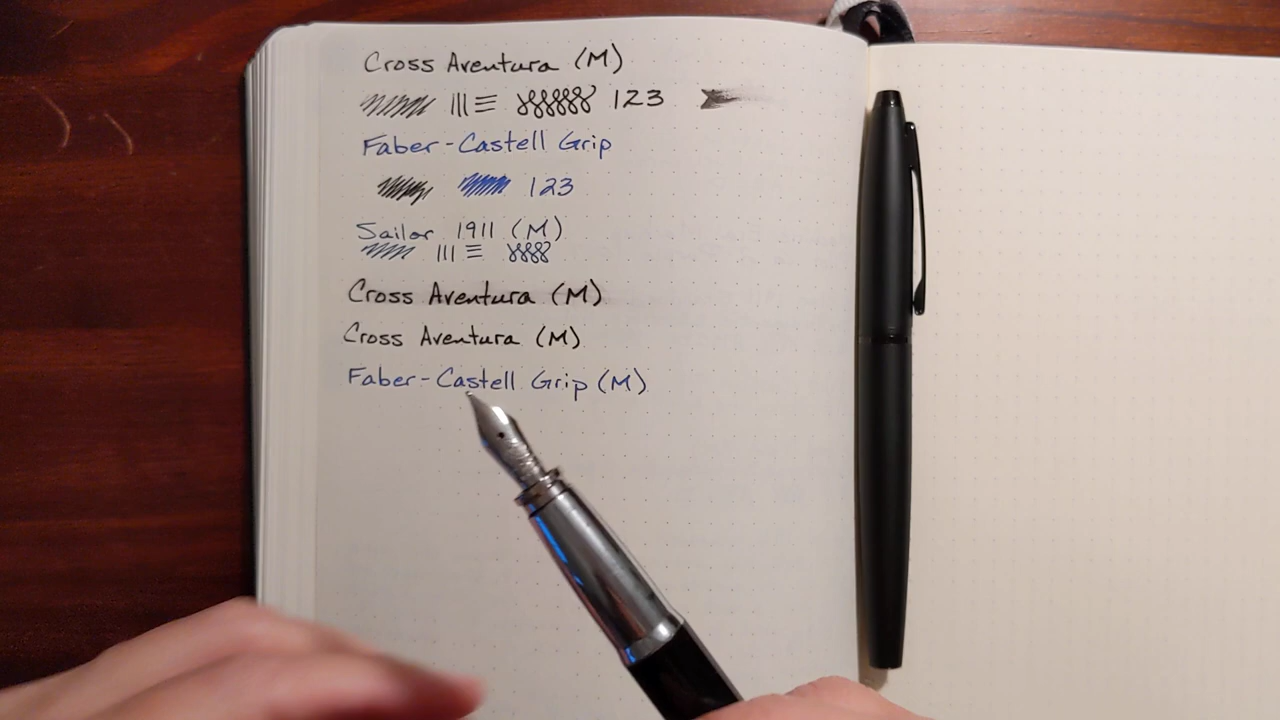 Cross Aventura (M)
123
Faber-Castell Grip
123
Sailor 1911 (M)
Cross Aventura (M)
Cross Aventura (M)
Faber-Castell Grip (M)